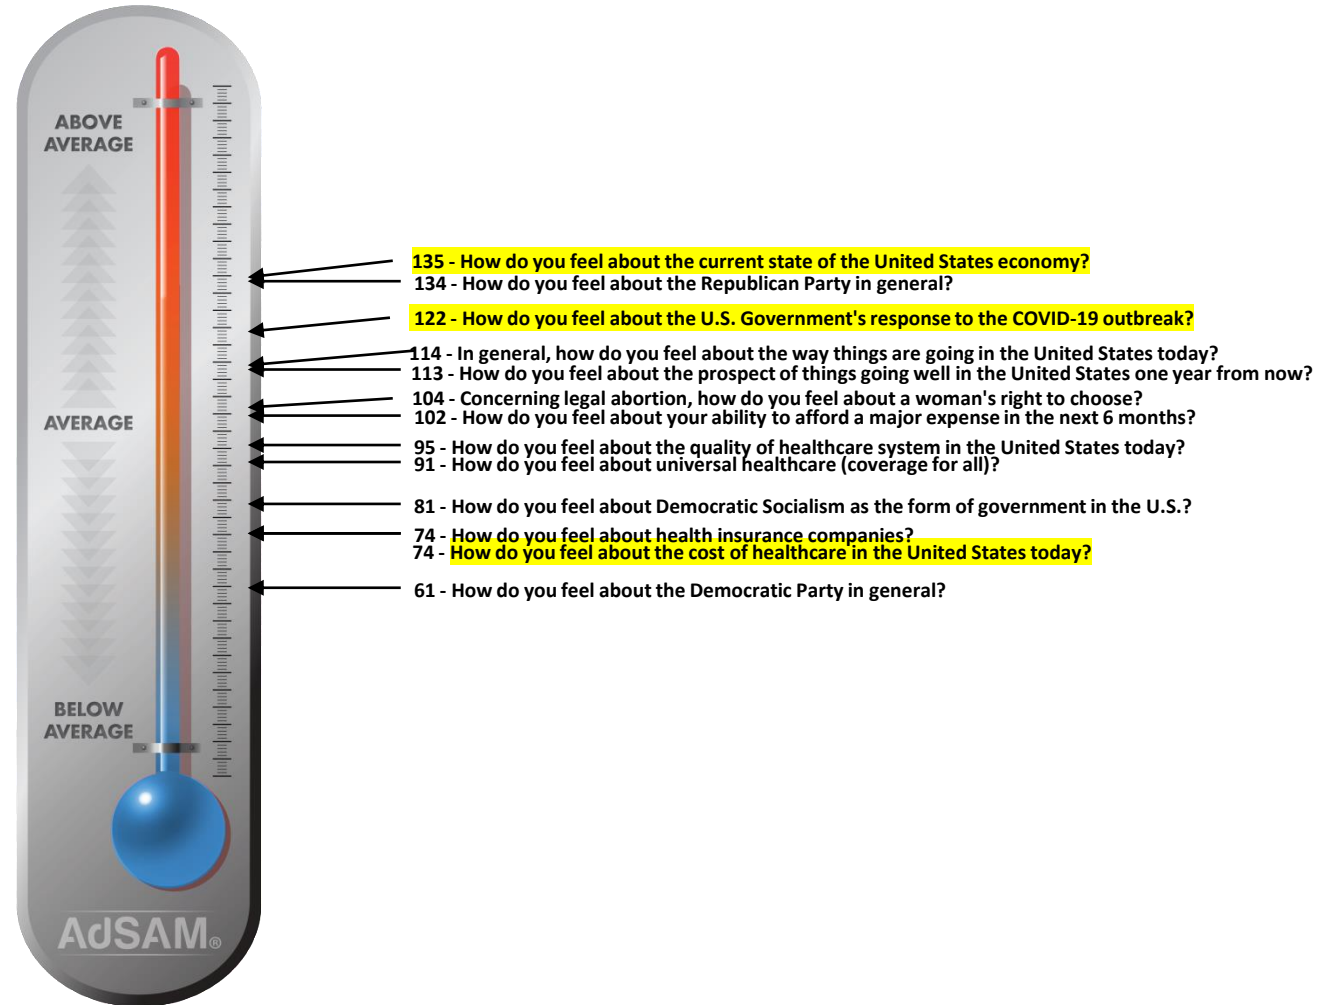 ABOVE
AVERAGE
135 - How do you feel about the current state of the United States economy?
134 - How do you feel about the Republican Party in general?
122 - How do you feel about the U.S. Government's response to the COVID-19 outbreak?
114 - In general, how do you feel about the way things are going in the United States today?
113 - How do you feel about the prospect of things going well in the United States one year from now?
104 - Concerning legal abortion, how do you feel about a woman's right to choose?
AVERAGE
102 - How do you feel about your ability to afford a major expense in the next 6 months?
95 - How do you feel about the quality of healthcare system in the United States today?
91 - How do you feel about universal healthcare (coverage for all)?
81 - How do you feel about Democratic Socialism as the form of government in the U.S.?
74 - How do you feel about health insurance companies?
74 - How do you feel about the cost of healthcare in the United States today?
61 - How do you feel about the Democratic Party in general?
BELOW
AVERAGE
AdSAM®